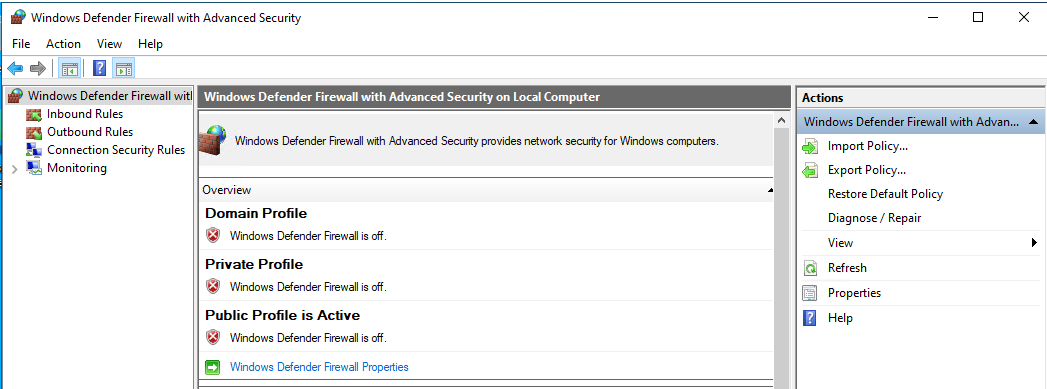 Windows Defender Firewall with Advanced Security
File Action View Help
Windows Defender Firewall with
Inbound Rules
Outbound Rules
Connection Security Rules
Monitoring
Windows Defender Firewall with Advanced Security on Local Computer
Windows Defender Firewall with Advanced Security provides network security for Windows computers.
Overview
Domain Profile
Windows Defender Firewall is off.
Private Profile
Windows Defender Firewall is off.
Public Profile is Active
Windows Defender Firewall is off.
Windows Defender Firewall Properties
Actions
Windows Defender Firewall with Advan...
Import Policy...
Export Policy...
Restore Default Policy
Diagnose / Repair
View
Refresh
Properties
Help